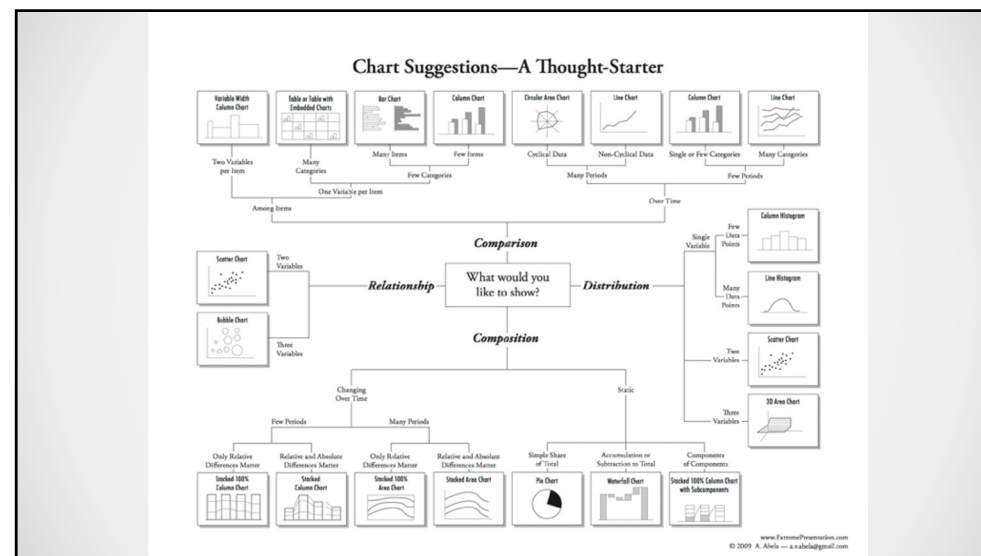 Chart Suggestions—A Thought-Starter
Variable Width
Column Chart
Table or Table with
Embedded Charts
Bar Chart
Column Chart
Circular Area Chart
Line Chart
Column Chart
Line Chart
Two Variables
per Item
Many
Categories
Many Items
Few Items
Cyclical Data
Non-Cyclical Data
Single or Few Categories
Many Categories
Few Categories
Many Periods
Few Periods
One Variable per Item
Among Items
Over Time
Comparison
What would you
like to show?
Relationship
Two
Variables
Scatter Chart
Three
Variables
Bubble Chart
Distribution
Single
Variable
Few
Data
Points
Column Histogram
Many
Data
Points
Line Histogram
Two
Variables
Scatter Chart
Three
Variables
3D Area Chart
Composition
Changing
Over Time
Static
Few Periods
Many Periods
Only Relative
Differences Matter
Relative and Absolute
Differences Matter
Only Relative
Differences Matter
Relative and Absolute
Differences Matter
Simple Share
of Total
Accumulation or
Subtraction to Total
Components
of Components
Stacked 100%
Column Chart
Stacked
Column Chart
Stacked 100%
Area Chart
Stacked Area Chart
Pie Chart
Waterfall Chart
Stacked 100% Column Chart
with Subcomponents
www.ExtremePresentation.com
© 2009 A. Abela — a.v.abela@gmail.com